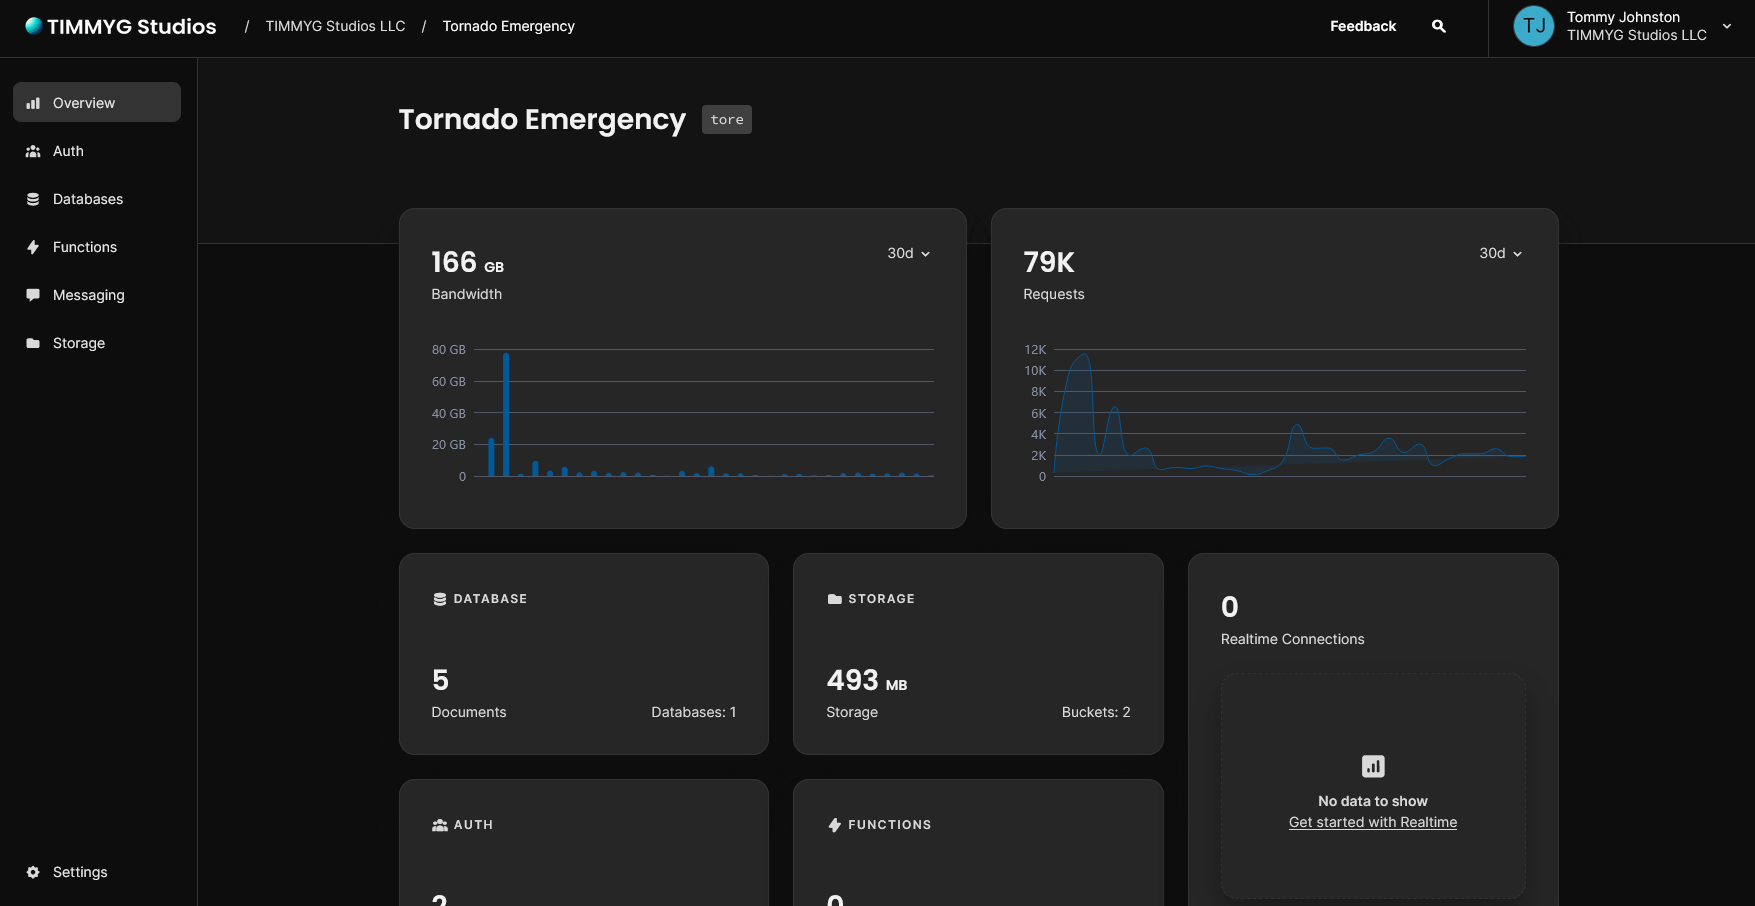 TIMMYG Studios / TIMMYG Studios LLC / Tornado Emergency
Feedback
Tommy Johnston
TIMMYG Studios LLC
TJ
Overview
Auth
Databases
Functions
Messaging
Storage
Settings
Tornado Emergency tore
166 GB
Bandwidth
30d
80 GB
60 GB
40 GB
20 GB
0
79K
Requests
30d
12K
10K
8K
6K
4K
2K
0
DATABASE
5
Documents
Databases: 1
STORAGE
493 MB
Storage
Buckets: 2
0
Realtime Connections
No data to show
Get started with Realtime
AUTH
2
FUNCTIONS
0